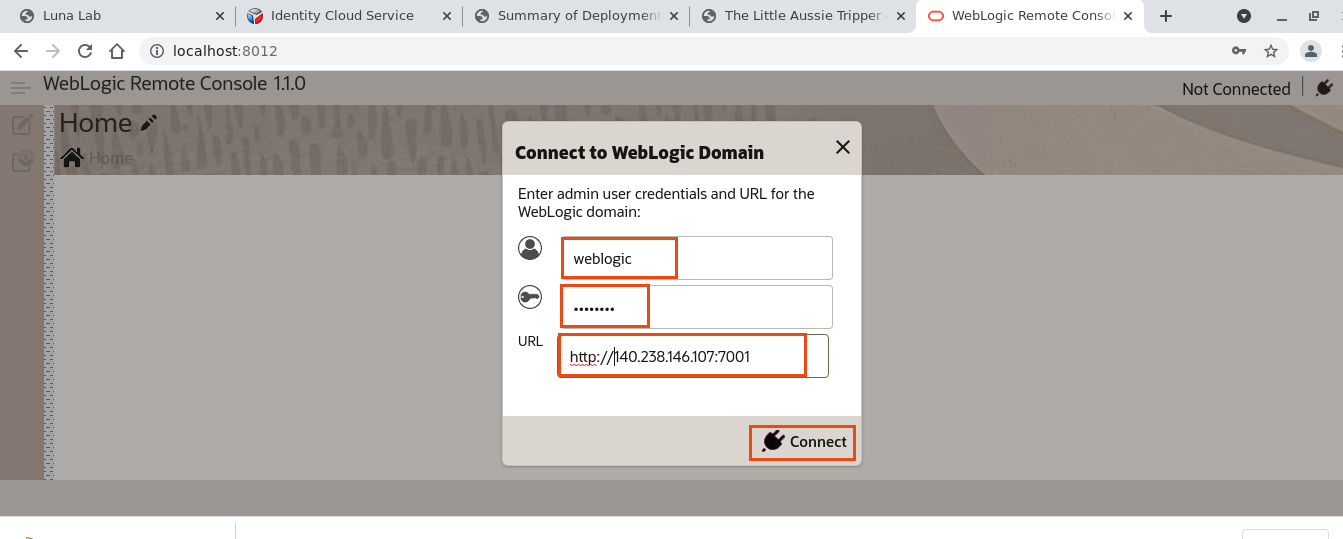 Luna Lab
Identity Cloud Service
Summary of Deployment
The Little Aussie Tripper
WebLogic Remote Conso
localhost:8012
WebLogic Remote Console 1.1.0
Not Connected
Home
Home
Connect to WebLogic Domain
Enter admin user credentials and URL for the
WebLogic domain:
weblogic
••••••••
URL
http://140.238.146.107:7001
Connect